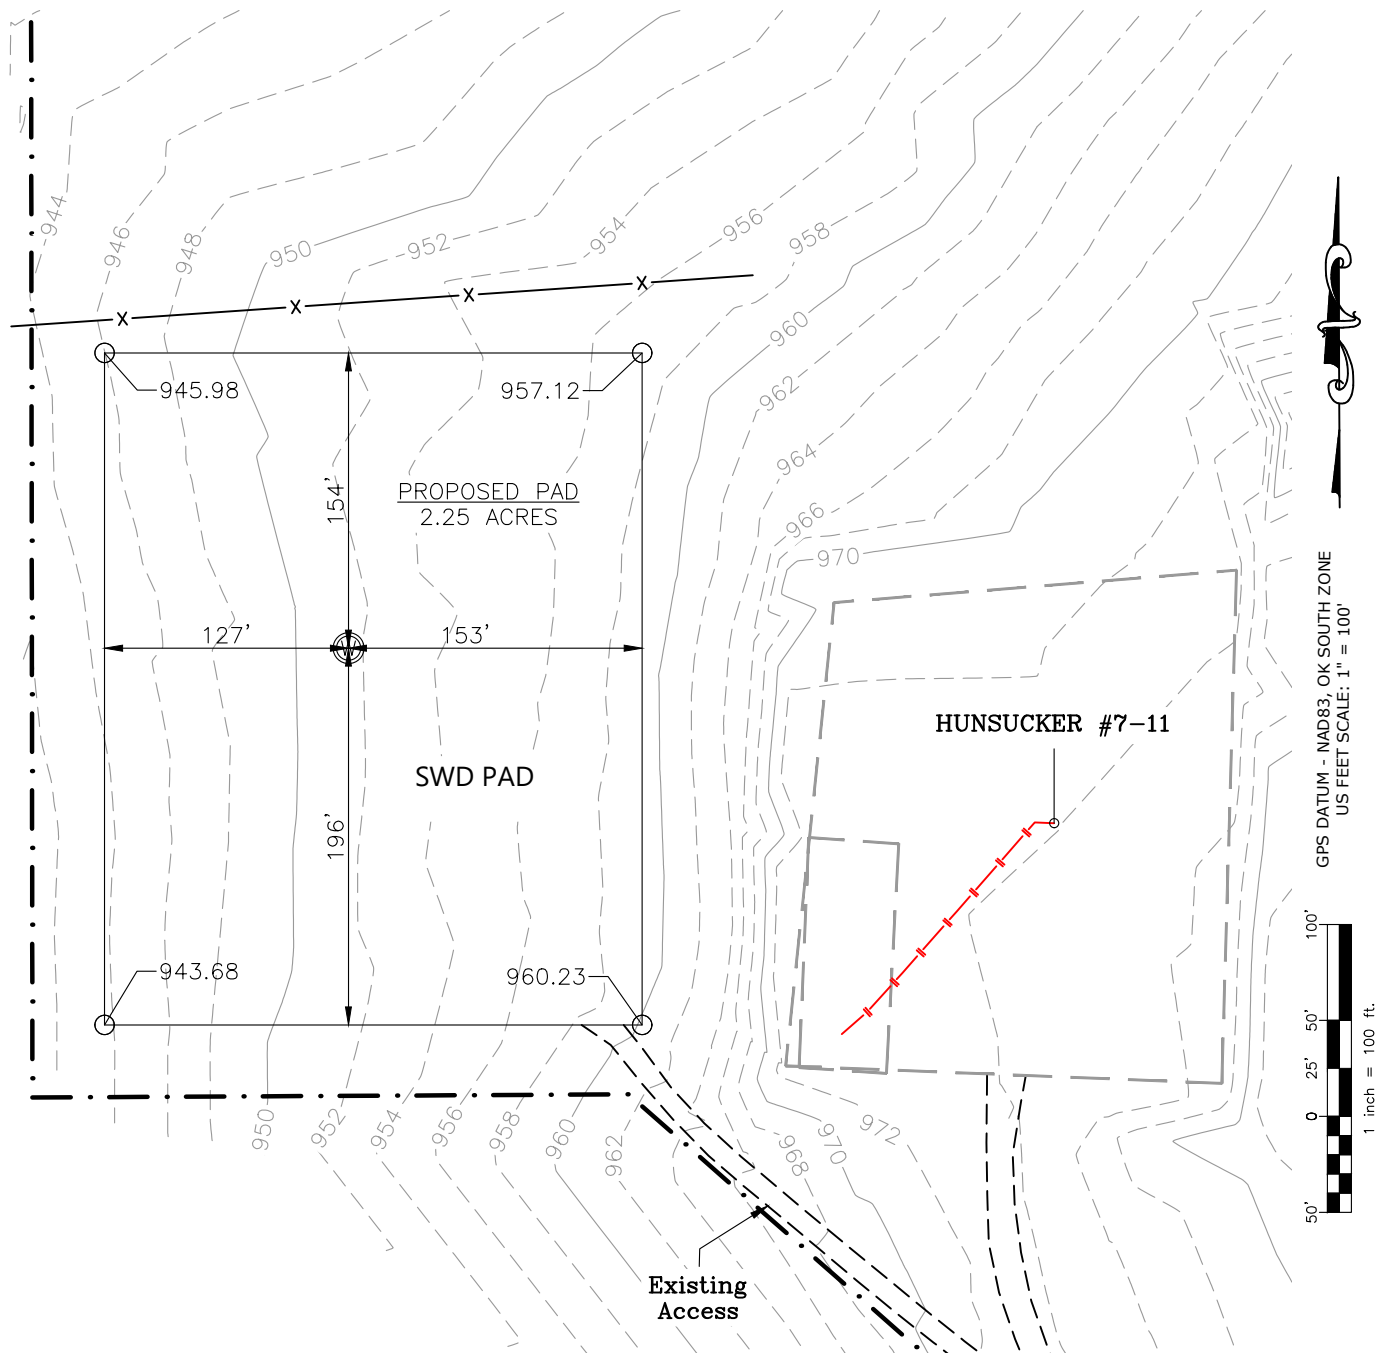 944
946
948
950
952
954
956
958
960
962
964
966
970
X
X
X
X
945.98
957.12
PROPOSED PAD
2.25 ACRES
154'
127'
153'
W
196'
SWD PAD
943.68
960.23
HUNSUCKER #7-11
950
952
954
956
958
960
962
968
970
972
Existing
Access
GPS DATUM - NAD83, OK SOUTH ZONE
US FEET SCALE: 1" = 100'
100'
50'
25'
0
50'
1 inch = 100 ft.